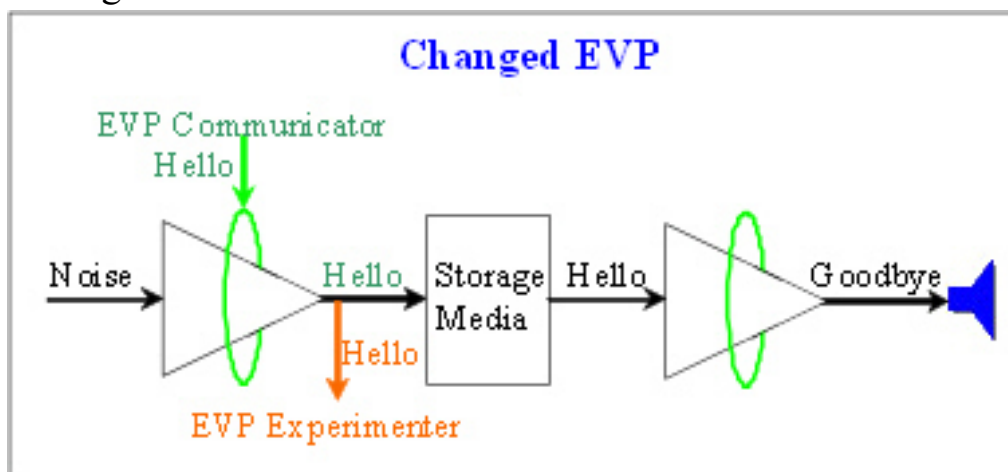 Changed EVP
EVP Communicator
Hello
Noise
Hello
Storage
Media
Hello
Goodbye
Hello
EVP Experimenter